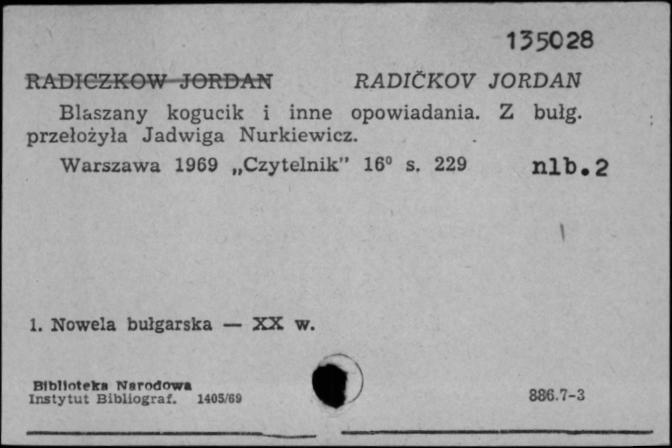 135028
RADICZKOW JORDAN RADIČKOV JORDAN
Blaszany kogucik i inne opowiadania. Z bułg.
przełożyła Jadwiga Nurkiewicz.
Warszawa 1969 „Czytelnik” 16⁰ s. 229 nlb.2
1. Nowela bułgarska — XX w.
Biblioteka Narodowa
Instytut Bibliograf. 1405/69
886.7-3